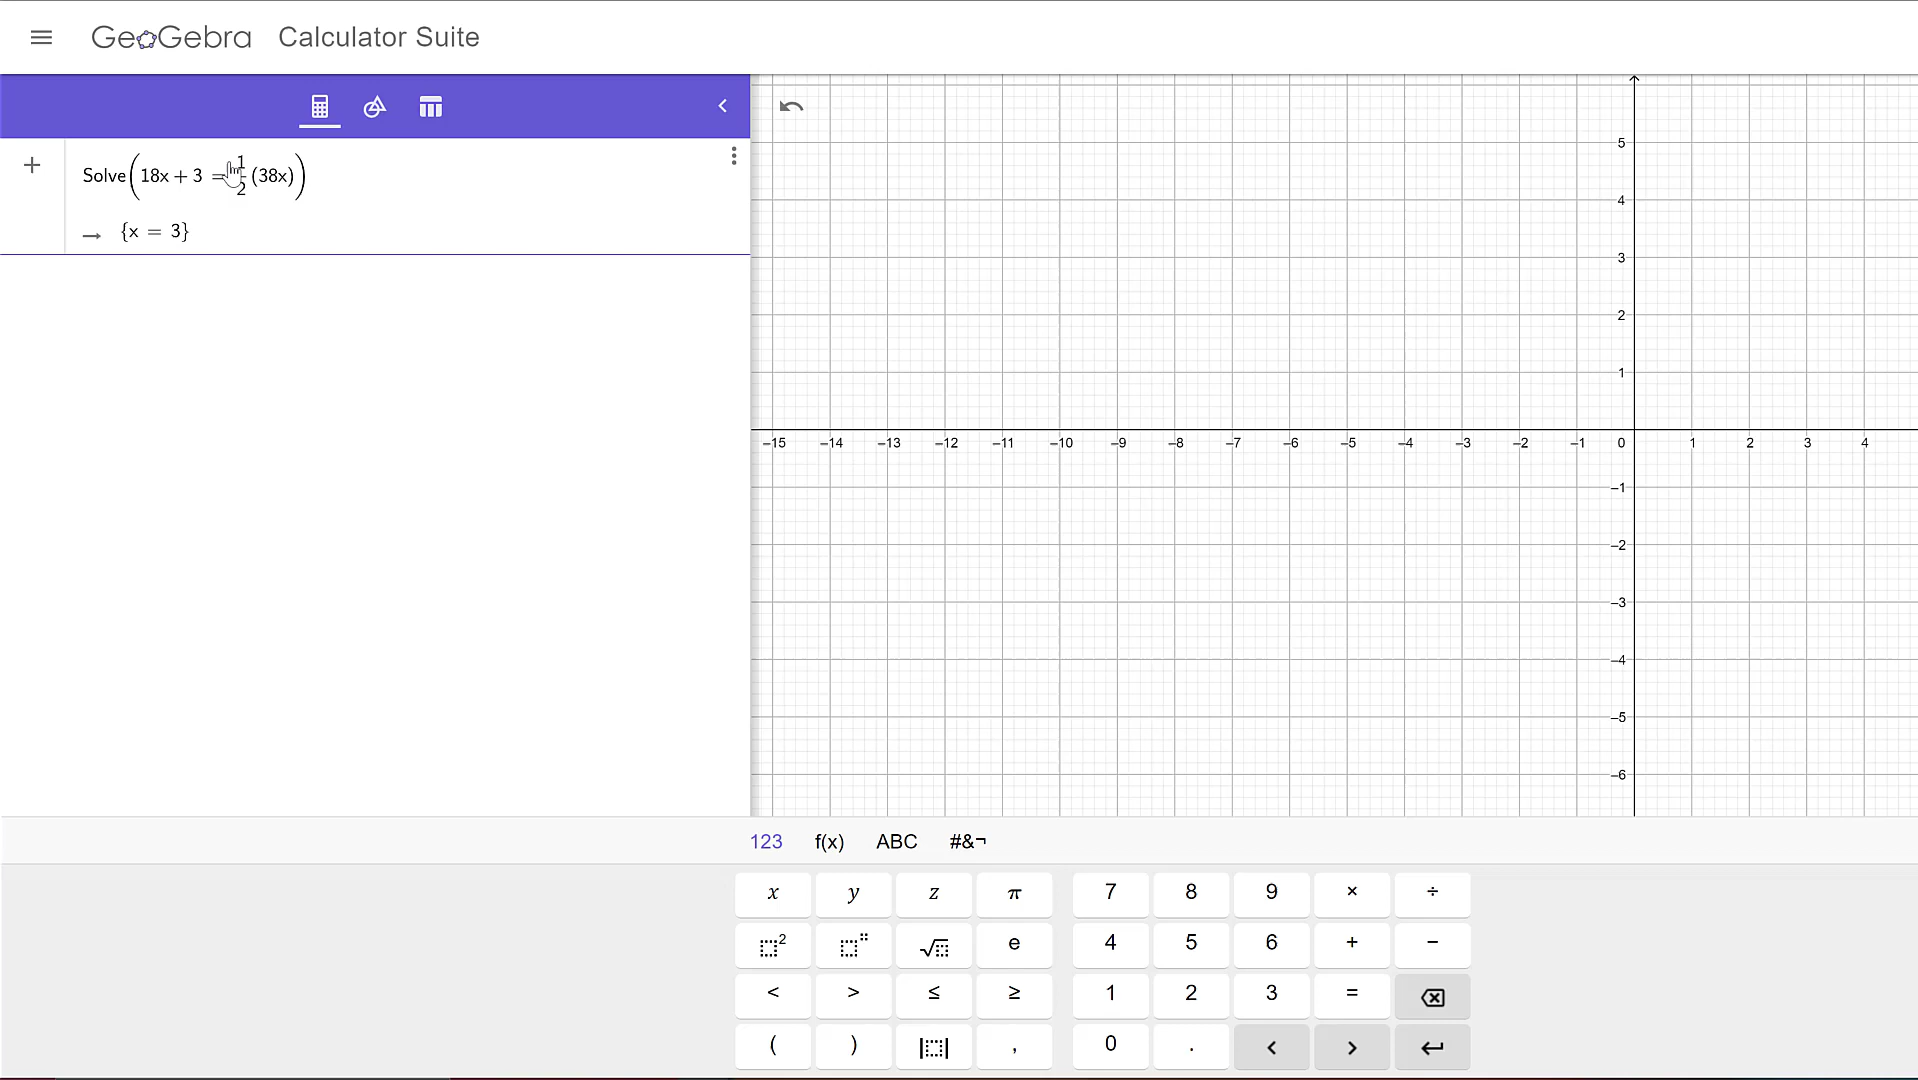 GeoGebra Calculator Suite
Solve(18x + 3 = 1/2 (38x))
→ {x = 3}
5
4
3
2
1
–15 –14 –13 –12 –11 –10 –9 –8 –7 –6 –5 –4 –3 –2 –1 0 1 2 3 4
–1
–2
–3
–4
–5
–6
123 f(x) ABC #&¬
x y z π 7 8 9 × ÷
2 √ e 4 5 6 + −
< > ≤ ≥ 1 2 3 =
( ) | | , 0 . < >